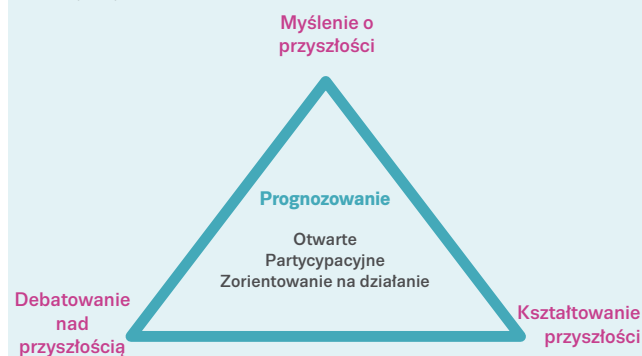 Myślenie o
przyszłości
Prognozowanie
Otwarte
Partycypacyjne
Zorientowanie na działanie
Debatowanie
nad
przyszłością
Kształtowanie
przyszłości